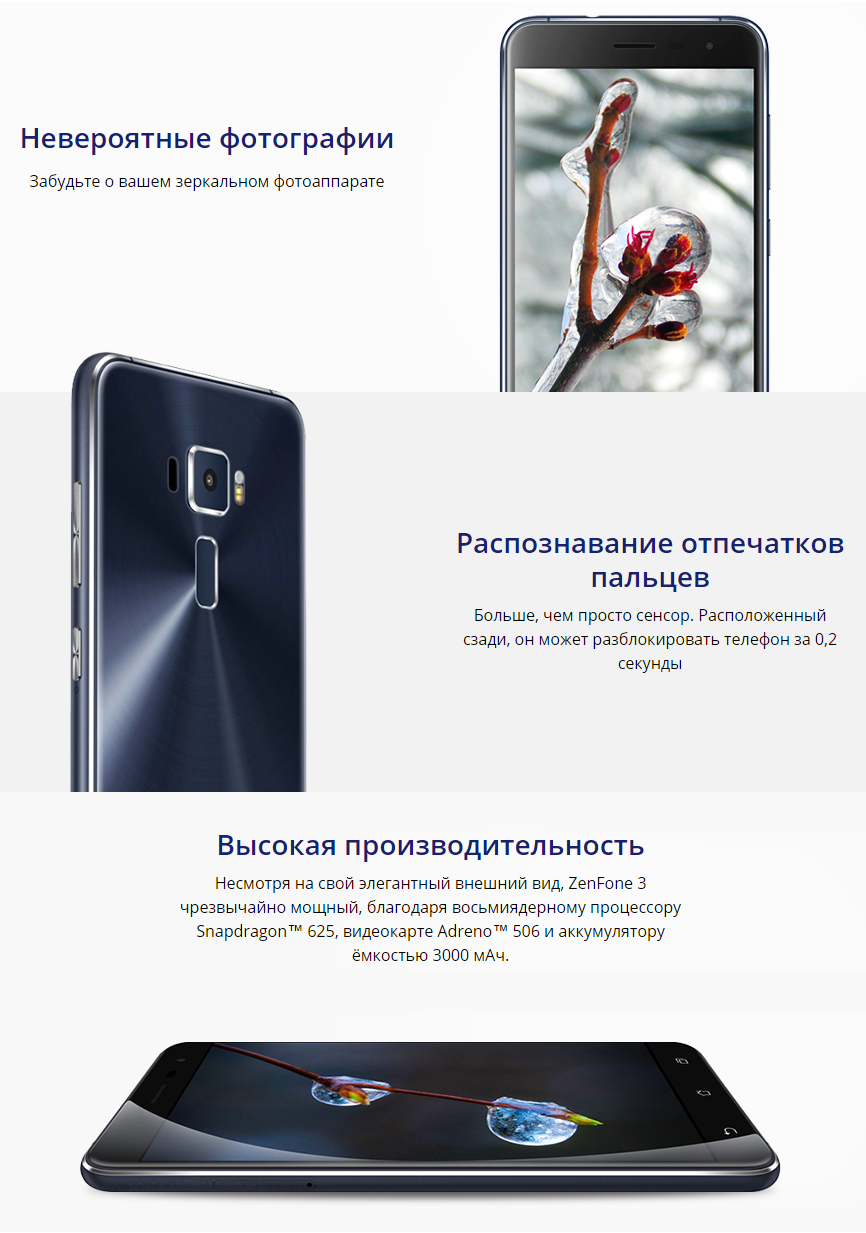 Невероятные фотографии
Забудьте о вашем зеркальном фотоаппарате
Распознавание отпечатков
пальцев
Больше, чем просто сенсор. Расположенный
сзади, он может разблокировать телефон за 0,2
секунды
Высокая производительность
Несмотря на свой элегантный внешний вид, ZenFone 3
чрезвычайно мощный, благодаря восьмиядерному процессору
Snapdragon™ 625, видеокарте Adreno™ 506 и аккумулятору
ёмкостью 3000 мАч.